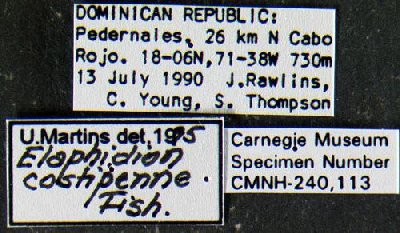 DOMINICAN REPUBLIC:
Pedernales, 26 km N Cabo
Rojo. 18-06N, 71-38W 730m
13 July 1990 J.Rawlins,
C. Young, S. Thompson
U.Martins det,1995
Elaphidion
costipenne.
Fish.
Carnegie Museum
Specimen Number
CMNH-240,113